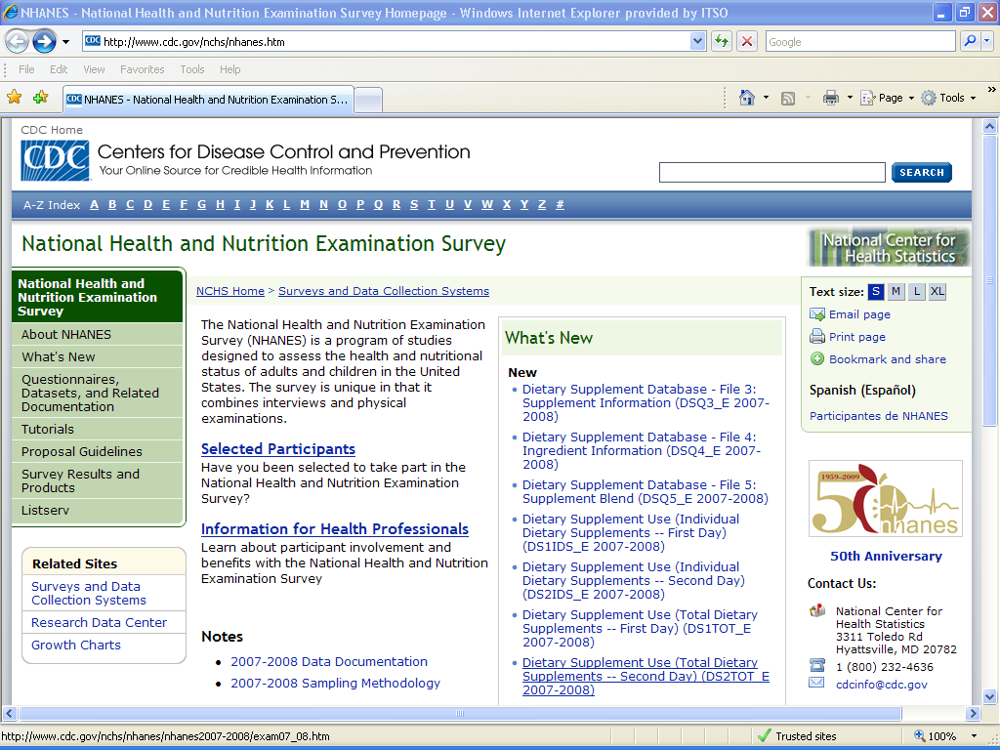 NHANES - National Health and Nutrition Examination Survey Homepage - Windows Internet Explorer provided by ITSO
CDC http://www.cdc.gov/nchs/nhanes.htm
Google
File Edit View Favorites Tools Help
CDC NHANES - National Health and Nutrition Examination S...
Page Tools »
CDC Home
CDC
Centers for Disease Control and Prevention
Your Online Source for Credible Health Information
SEARCH
A-Z Index A B C D E F G H I J K L M N O P Q R S T U V W X Y Z #
National Health and Nutrition Examination Survey
National Center for
Health Statistics
National Health and
Nutrition Examination
Survey
About NHANES
What's New
Questionnaires,
Datasets, and Related
Documentation
Tutorials
Proposal Guidelines
Survey Results and
Products
Listserv
Related Sites
Surveys and Data
Collection Systems
Research Data Center
Growth Charts
NCHS Home > Surveys and Data Collection Systems
The National Health and Nutrition Examination
Survey (NHANES) is a program of studies
designed to assess the health and nutritional
status of adults and children in the United
States. The survey is unique in that it
combines interviews and physical
examinations.
Selected Participants
Have you been selected to take part in the
National Health and Nutrition Examination
Survey?
Information for Health Professionals
Learn about participant involvement and
benefits with the National Health and Nutrition
Examination Survey
Notes
• 2007-2008 Data Documentation
• 2007-2008 Sampling Methodology
What's New
New
• Dietary Supplement Database - File 3:
Supplement Information (DSQ3_E 2007-
2008)
• Dietary Supplement Database - File 4:
Ingredient Information (DSQ4_E 2007-
2008)
• Dietary Supplement Database - File 5:
Supplement Blend (DSQ5_E 2007-2008)
• Dietary Supplement Use (Individual
Dietary Supplements -- First Day)
(DS1IDS_E 2007-2008)
• Dietary Supplement Use (Individual
Dietary Supplements -- Second Day)
(DS2IDS_E 2007-2008)
• Dietary Supplement Use (Total Dietary
Supplements -- First Day) (DS1TOT_E
2007-2008)
• Dietary Supplement Use (Total Dietary
Supplements -- Second Day) (DS2TOT_E
2007-2008)
Text size: S M L XL
Email page
Print page
Bookmark and share
Spanish (Español)
Participantes de NHANES
1959-2009
50
nhanes
50th Anniversary
Contact Us:
National Center for
Health Statistics
3311 Toledo Rd
Hyattsville, MD 20782
1 (800) 232-4636
cdcinfo@cdc.gov
http://www.cdc.gov/nchs/nhanes/nhanes2007-2008/exam07_08.htm
Trusted sites
100%